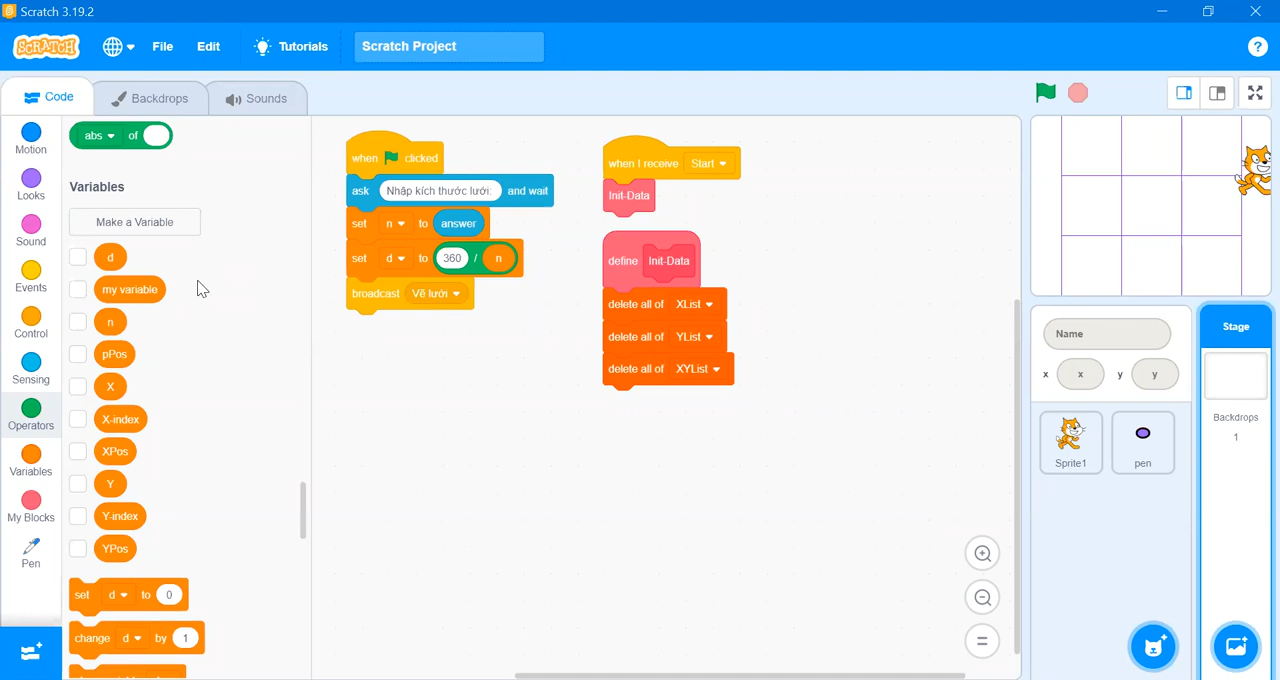 Scratch 3.19.2
SCRATCH
File
Edit
Tutorials
Scratch Project
?
Code
Backdrops
Sounds
Motion
Looks
Sound
Events
Control
Sensing
Operators
Variables
My Blocks
Pen
abs of
Variables
Make a Variable
d
my variable
n
pPos
X
X-index
XPos
Y
Y-index
YPos
set d to 0
change d by 1
when clicked
ask Nhập kích thước lưới: and wait
set n to answer
set d to 360 / n
broadcast Vẽ lưới
when I receive Start
Init-Data
define Init-Data
delete all of XList
delete all of YList
delete all of XYList
Name
x x y y
Sprite1
pen
Stage
Backdrops
1